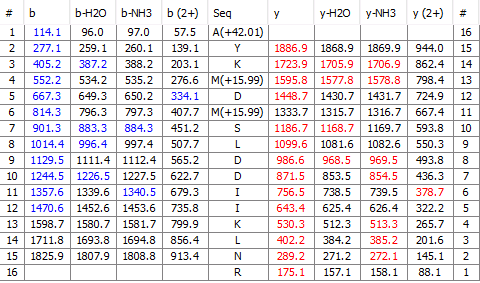 # b b-H2O b-NH3 b (2+) Seq y y-H2O y-NH3 y (2+) #
1 114.1 96.0 97.0 57.5 A(+42.01) 16
2 277.1 259.1 260.1 139.1 Y 1886.9 1868.9 1869.9 944.0 15
3 405.2 387.2 388.2 203.1 K 1723.9 1705.9 1706.9 862.4 14
4 552.2 534.2 535.2 276.6 M(+15.99) 1595.8 1577.8 1578.8 798.4 13
5 667.3 649.3 650.2 334.1 D 1448.7 1430.7 1431.7 724.9 12
6 814.3 796.3 797.3 407.7 M(+15.99) 1333.7 1315.7 1316.7 667.4 11
7 901.3 883.3 884.3 451.2 S 1186.7 1168.7 1169.7 593.8 10
8 1014.4 996.4 997.4 507.7 L 1099.6 1081.6 1082.6 550.3 9
9 1129.5 1111.4 1112.4 565.2 D 986.6 968.5 969.5 493.8 8
10 1244.5 1226.5 1227.5 622.7 D 871.5 853.5 854.5 436.3 7
11 1357.6 1339.6 1340.5 679.3 I 756.5 738.5 739.5 378.7 6
12 1470.6 1452.6 1453.6 735.8 I 643.4 625.4 626.4 322.2 5
13 1598.7 1580.7 1581.7 799.9 K 530.3 512.3 513.3 265.7 4
14 1711.8 1693.8 1694.8 856.4 L 402.2 384.2 385.2 201.6 3
15 1825.9 1807.9 1808.8 913.4 N 289.2 271.2 272.1 145.1 2
16 R 175.1 157.1 158.1 88.1 1